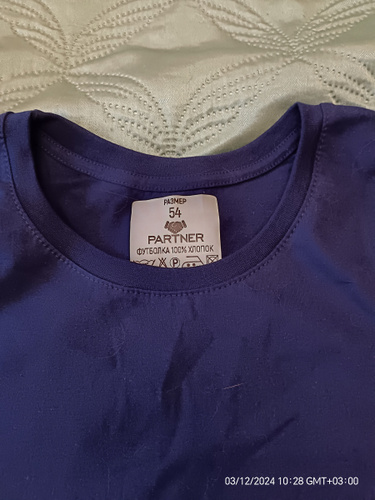 РАЗМЕР
54
PARTNER
ФУТБОЛКА 100% ХЛОПОК
P
03/12/2024 10:28 GMT+03:00